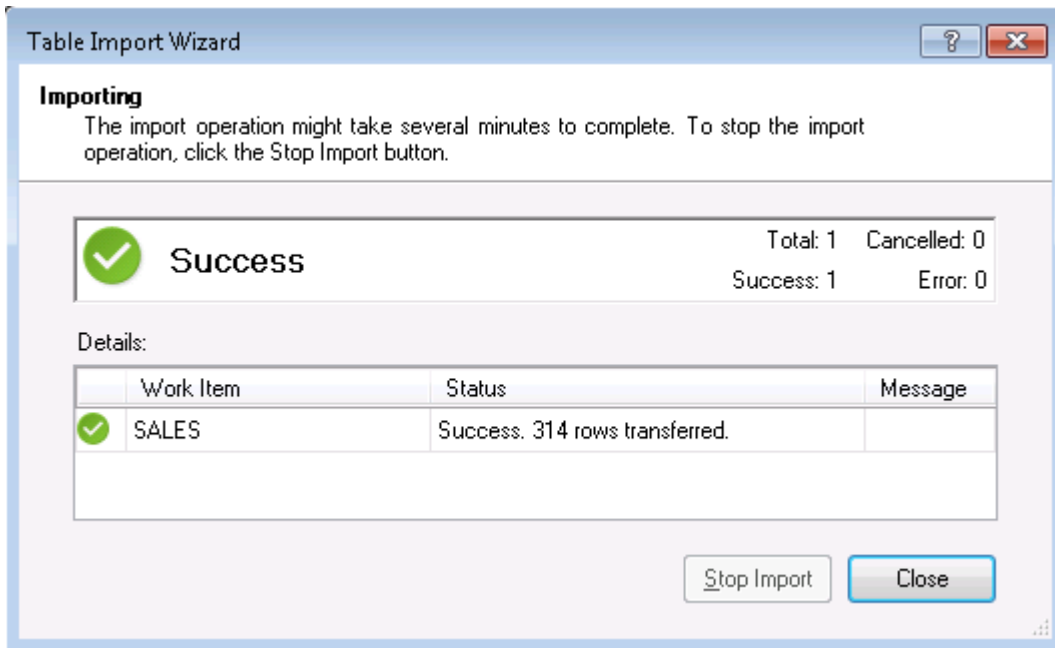 Table Import Wizard
Importing
The import operation might take several minutes to complete. To stop the import
operation, click the Stop Import button.
Success
Total: 1 Cancelled: 0
Success: 1 Error: 0
Details:
Work Item Status Message
SALES Success. 314 rows transferred.
Stop Import Close